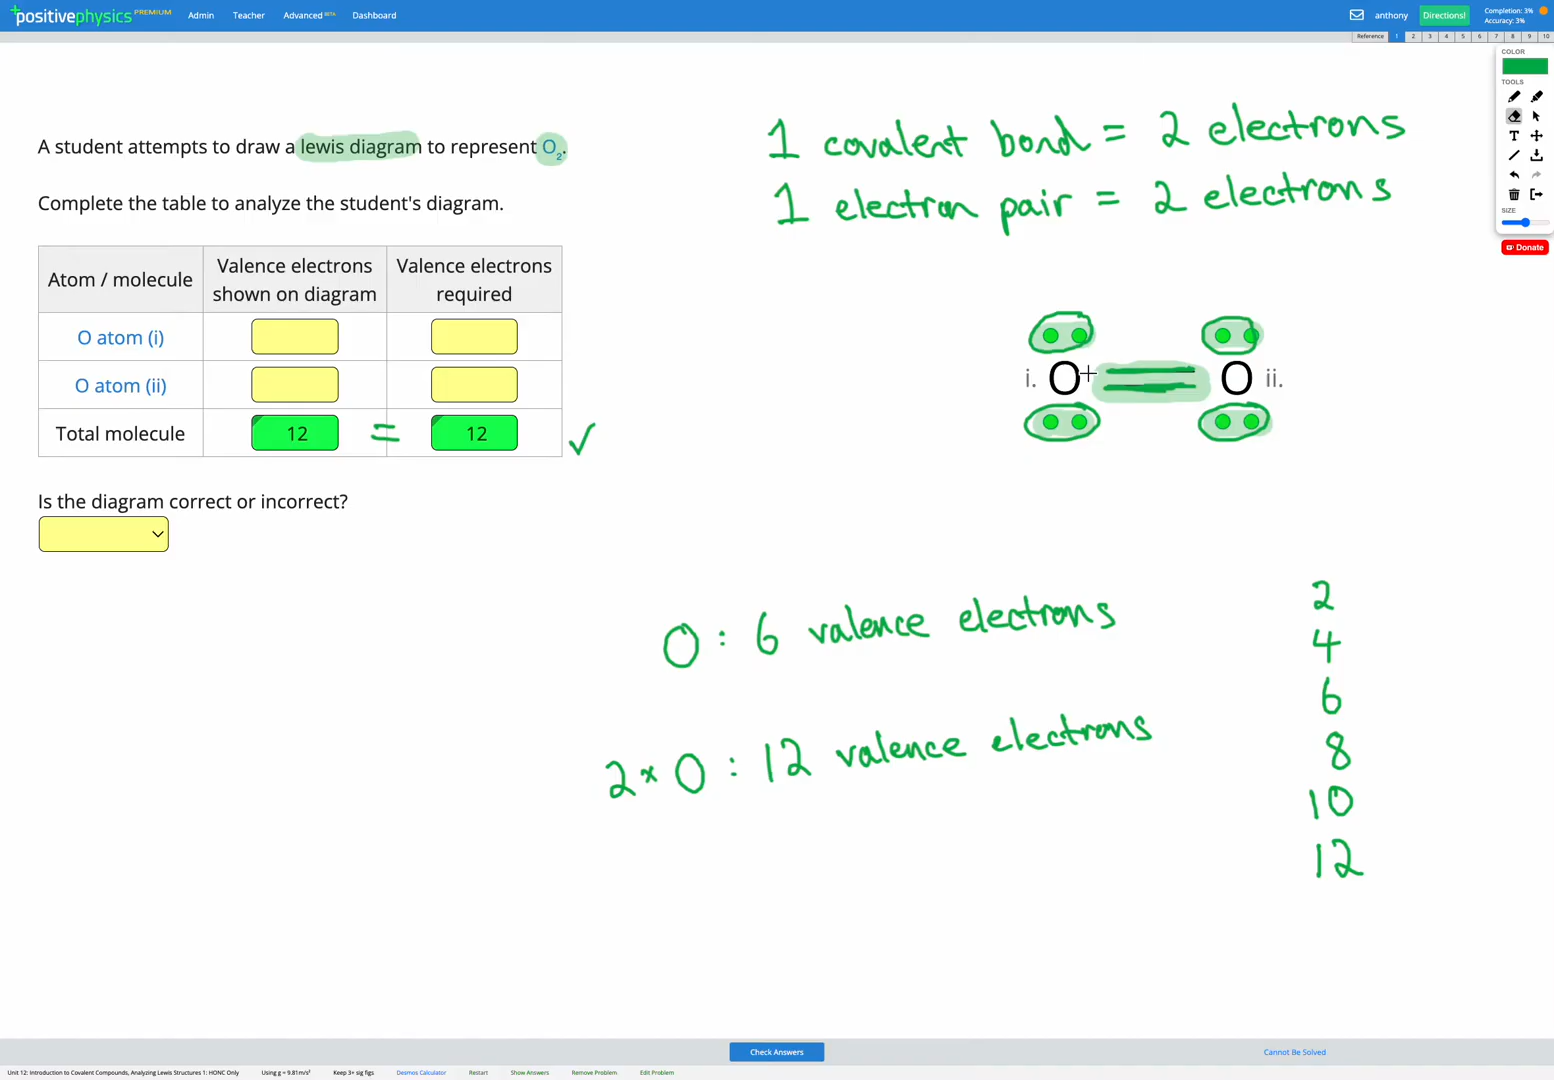 positivephysics PREMIUM Admin Teacher Advanced BETA Dashboard anthony Directions! Completion: 3%
Accuracy: 3%
Reference 1 2 3 4 5 6 7 8 9 10
COLOR
TOOLS
T
SIZE
Donate
1 covalent bond = 2 electrons
1 electron pair = 2 electrons
A student attempts to draw a lewis diagram to represent O₂.
Complete the table to analyze the student's diagram.
Atom / molecule Valence electrons shown on diagram Valence electrons required
O atom (i)
O atom (ii)
Total molecule 12 = 12 ✓
i. O O ii.
Is the diagram correct or incorrect?
O : 6 valence electrons
2 × O : 12 valence electrons
2
4
6
8
10
12
Check Answers Cannot Be Solved
Unit 12: Introduction to Covalent Compounds, Analyzing Lewis Structures 1: HONC Only Using g = 9.81m/s² Keep 3+ sig figs Desmos Calculator Restart Show Answers Remove Problem Edit Problem